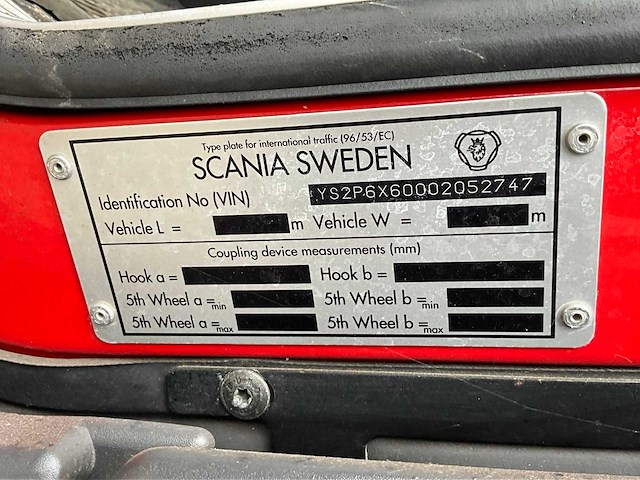 Type plate for international traffic (96/53/EC)
SCANIA SWEDEN
Identification No (VIN) YS2P6X60002052747
Vehicle L = m Vehicle W = m
Coupling device measurements (mm)
Hook a = Hook b =
5th Wheel a =min 5th Wheel b =min
5th Wheel a =max 5th Wheel b =max